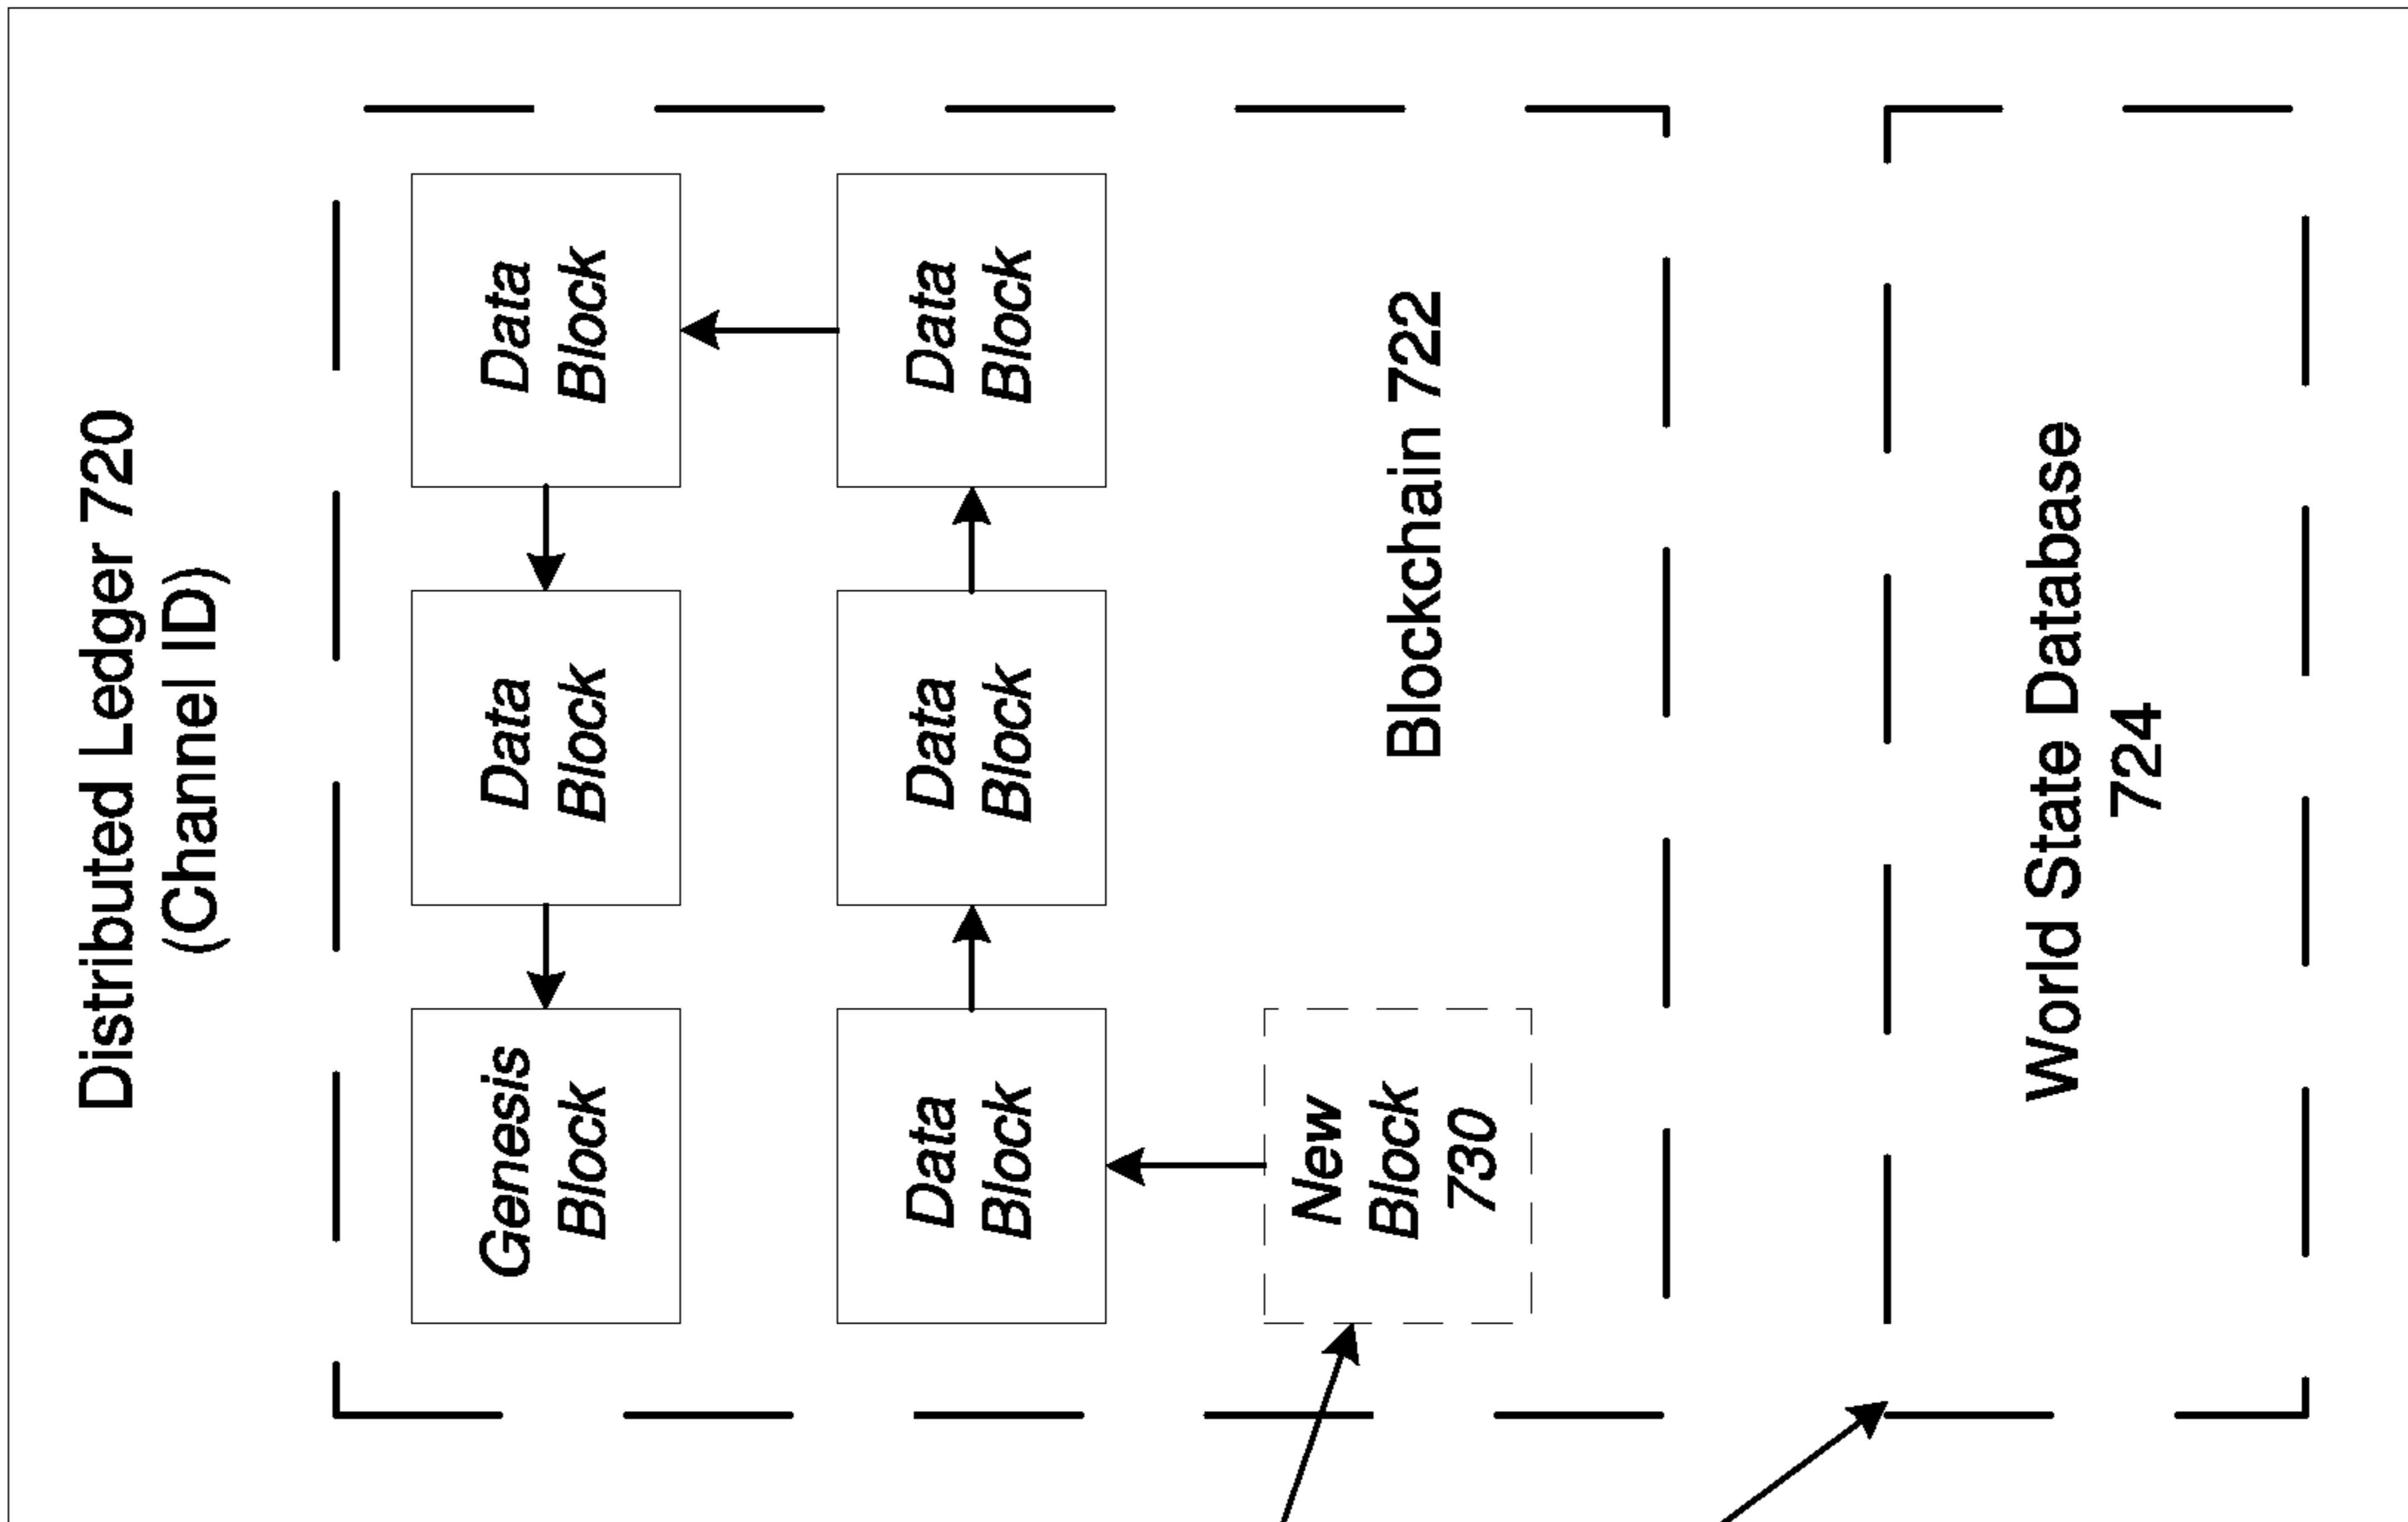 Distributed Ledger 720
(Channel ID)
Genesis
Block
Data
Block
Data
Block
Data
Block
Data
Block
Data
Block
New
Block
730
Blockchain 722
World State Database
724